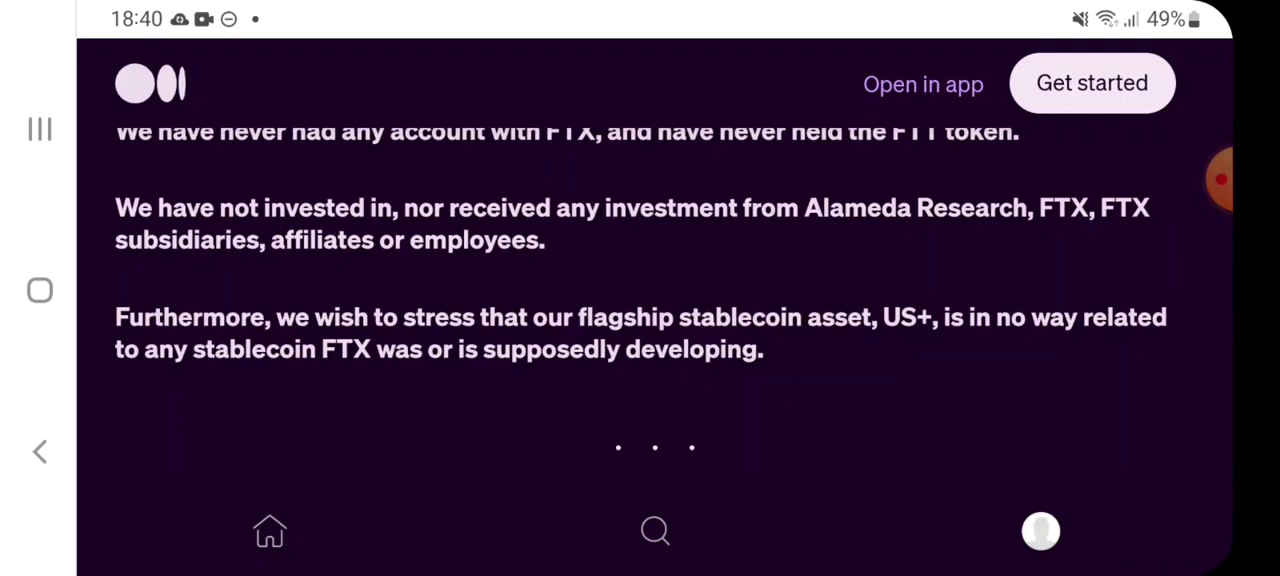 18:40
49%
Open in app
Get started
We have never had any account with FTX, and have never held the FTT token.
We have not invested in, nor received any investment from Alameda Research, FTX, FTX
subsidiaries, affiliates or employees.
Furthermore, we wish to stress that our flagship stablecoin asset, US+, is in no way related
to any stablecoin FTX was or is supposedly developing.
. . .